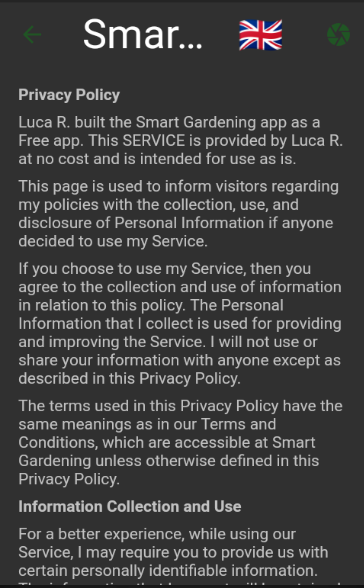 Smar...
Privacy Policy
Luca R. built the Smart Gardening app as a
Free app. This SERVICE is provided by Luca R.
at no cost and is intended for use as is.
This page is used to inform visitors regarding
my policies with the collection, use, and
disclosure of Personal Information if anyone
decided to use my Service.
If you choose to use my Service, then you
agree to the collection and use of information
in relation to this policy. The Personal
Information that I collect is used for providing
and improving the Service. I will not use or
share your information with anyone except as
described in this Privacy Policy.
The terms used in this Privacy Policy have the
same meanings as in our Terms and
Conditions, which are accessible at Smart
Gardening unless otherwise defined in this
Privacy Policy.
Information Collection and Use
For a better experience, while using our
Service, I may require you to provide us with
certain personally identifiable information.